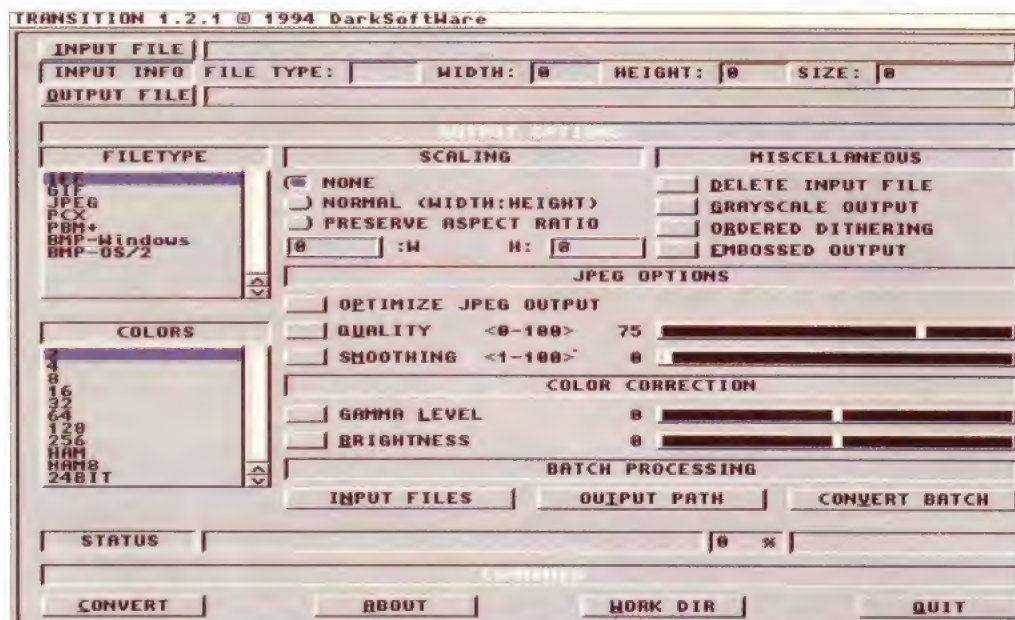 TRANSITION 1.2.1 © 1994 DarkSoftWare
INPUT FILE
INPUT INFO FILE TYPE: WIDTH: 0 HEIGHT: 0 SIZE: 0
OUTPUT FILE
OUTPUT OPTIONS
FILETYPE
IFF
GIF
JPEG
PCX
PBM+
BMP-Windows
BMP-OS/2
SCALING
NONE
NORMAL (WIDTH:HEIGHT)
PRESERVE ASPECT RATIO
0 :W H: 0
MISCELLANEOUS
DELETE INPUT FILE
GRAYSCALE OUTPUT
ORDERED DITHERING
EMBOSSED OUTPUT
JPEG OPTIONS
OPTIMIZE JPEG OUTPUT
QUALITY <0-100> 75
SMOOTHING <1-100> 0
COLORS
2
4
8
16
32
64
128
256
HAM
HAM8
24BIT
COLOR CORRECTION
GAMMA LEVEL 0
BRIGHTNESS 0
BATCH PROCESSING
INPUT FILES OUTPUT PATH CONVERT BATCH
STATUS 0 %
CONVERT ABOUT WORK DIR QUIT